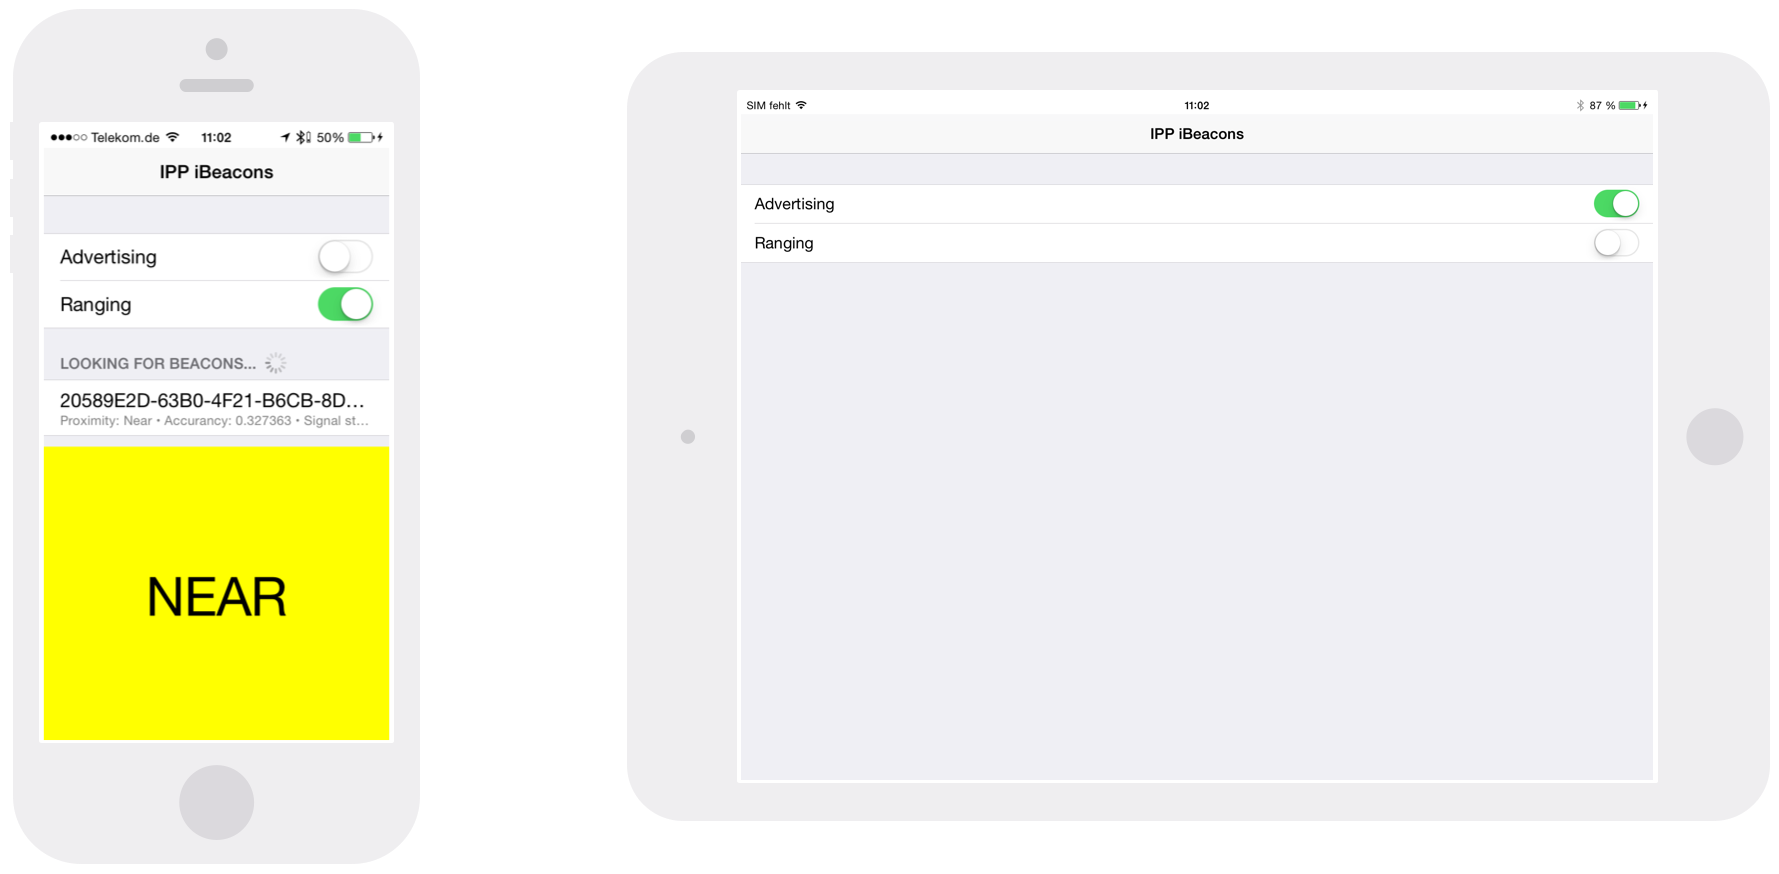 Telekom.de 11:02 50%
IPP iBeacons
Advertising
Ranging
LOOKING FOR BEACONS...
20589E2D-63B0-4F21-B6CB-8D...
Proximity: Near • Accurancy: 0.327363 • Signal st...
NEAR
SIM fehlt 11:02 87 %
IPP iBeacons
Advertising
Ranging